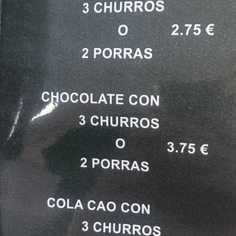 3 CHURROS
O 2.75 €
2 PORRAS
CHOCOLATE CON
3 CHURROS
O 3.75 €
2 PORRAS
COLA CAO CON
3 CHURROS